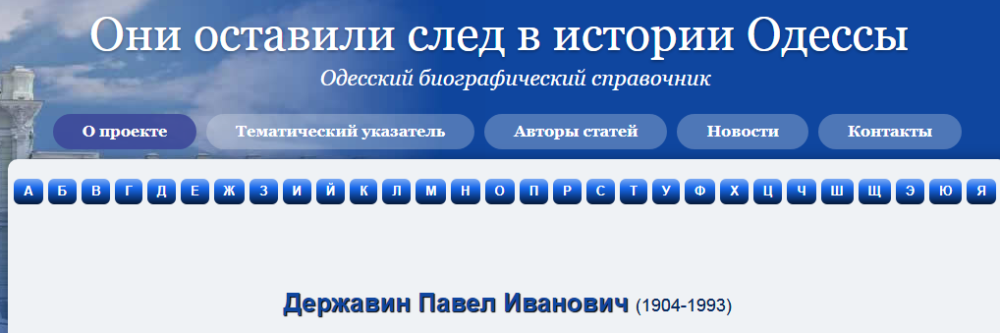 Они оставили след в истории Одессы
Одесский биографический справочник
О проекте Тематический указатель Авторы статей Новости Контакты
А Б В Г Д Е Ж З И Й К Л М Н О П Р С Т У Ф Х Ц Ч Ш Щ Э Ю Я
Державин Павел Иванович (1904-1993)